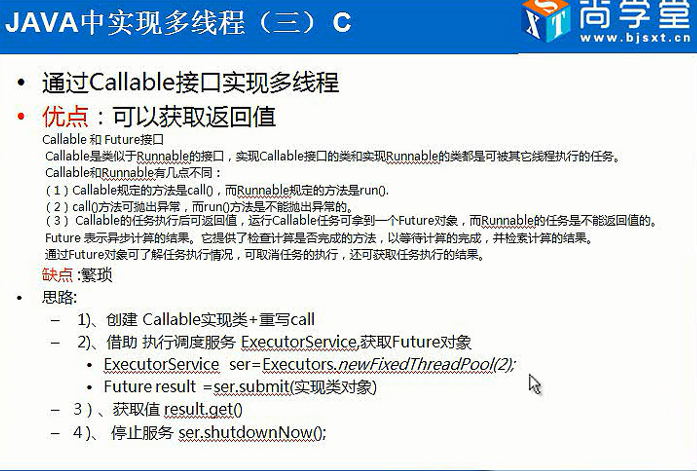 JAVA中实现多线程（三）C
尚学堂
www.bjsxt.cn
• 通过Callable接口实现多线程
• 优点：可以获取返回值
Callable 和 Future接口
Callable是类似于Runnable的接口，实现Callable接口的类和实现Runnable的类都是可被其它线程执行的任务。
Callable和Runnable有几点不同：
（1）Callable规定的方法是call()，而Runnable规定的方法是run().
（2）call()方法可抛出异常，而run()方法是不能抛出异常的。
（3） Callable的任务执行后可返回值，运行Callable任务可拿到一个Future对象，而Runnable的任务是不能返回值的。
Future 表示异步计算的结果。它提供了检查计算是否完成的方法，以等待计算的完成，并检索计算的结果。
通过Future对象可了解任务执行情况，可取消任务的执行，还可获取任务执行的结果。
缺点 :繁琐
• 思路:
– 1)、创建 Callable实现类+重写call
– 2)、借助 执行调度服务 ExecutorService,获取Future对象
• ExecutorService ser=Executors.newFixedThreadPool(2);
• Future result =ser.submit(实现类对象)
– 3）、获取值 result.get()
– 4)、 停止服务 ser.shutdownNow();